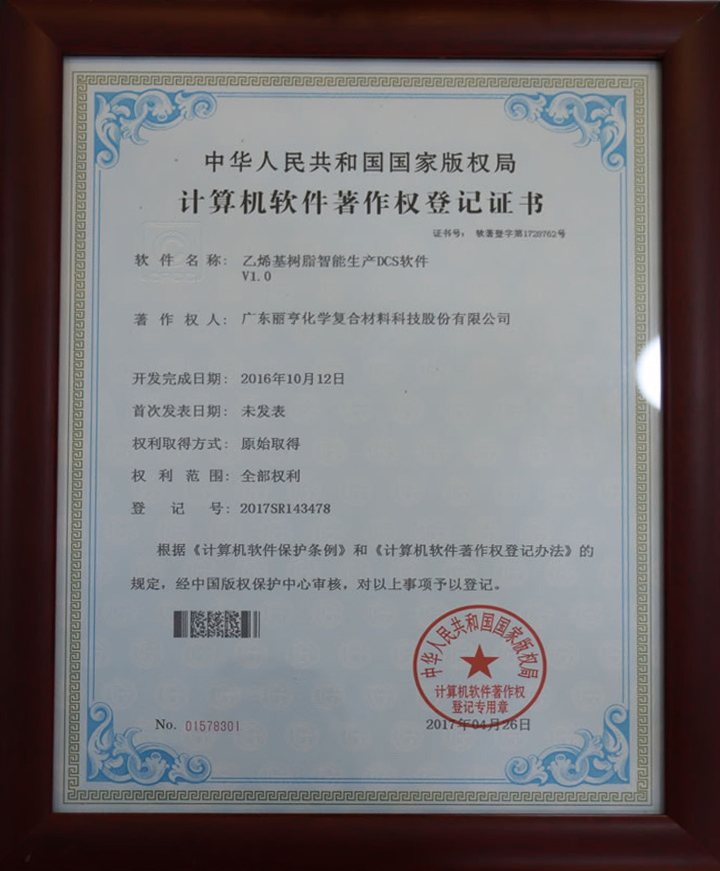 中华人民共和国国家版权局
计算机软件著作权登记证书
证书号： 软著登字第1728762号
软件名称： 乙烯基树脂智能生产DCS软件
V1.0
著作权人： 广东丽亨化学复合材料科技股份有限公司
开发完成日期： 2016年10月12日
首次发表日期： 未发表
权利取得方式： 原始取得
权利范围： 全部权利
登记号： 2017SR143478
根据《计算机软件保护条例》和《计算机软件著作权登记办法》的
规定，经中国版权保护中心审核，对以上事项予以登记。
中华人民共和国国家版权局
计算机软件著作权
登记专用章
No. 01578301
2017年04月26日